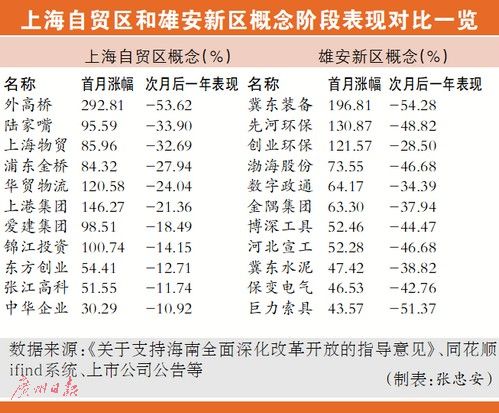 上海自贸区和雄安新区概念阶段表现对比一览
上海自贸区概念(%) 雄安新区概念(%)
名称 首月涨幅 次月后一年表现 名称 首月涨幅 次月后一年表现
外高桥 292.81 -53.62 冀东装备 196.81 -54.28
陆家嘴 95.59 -33.90 先河环保 130.87 -48.82
上海物贸 85.96 -32.69 创业环保 121.57 -28.50
浦东金桥 84.32 -27.94 渤海股份 73.55 -46.68
华贸物流 120.58 -24.04 数字政通 64.17 -34.39
上港集团 146.27 -21.36 金隅集团 63.30 -37.94
爱建集团 98.51 -18.49 博深工具 52.46 -44.47
锦江投资 100.74 -14.15 河北宣工 52.28 -46.68
东方创业 54.41 -12.71 冀东水泥 47.42 -38.82
张江高科 51.55 -11.74 保变电气 46.53 -42.76
中华企业 30.29 -10.92 巨力索具 43.57 -51.37
数据来源:《关于支持海南全面深化改革开放的指导意见》、同花顺
ifind系统、上市公司公告等
广州日报
(制表:张忠安)